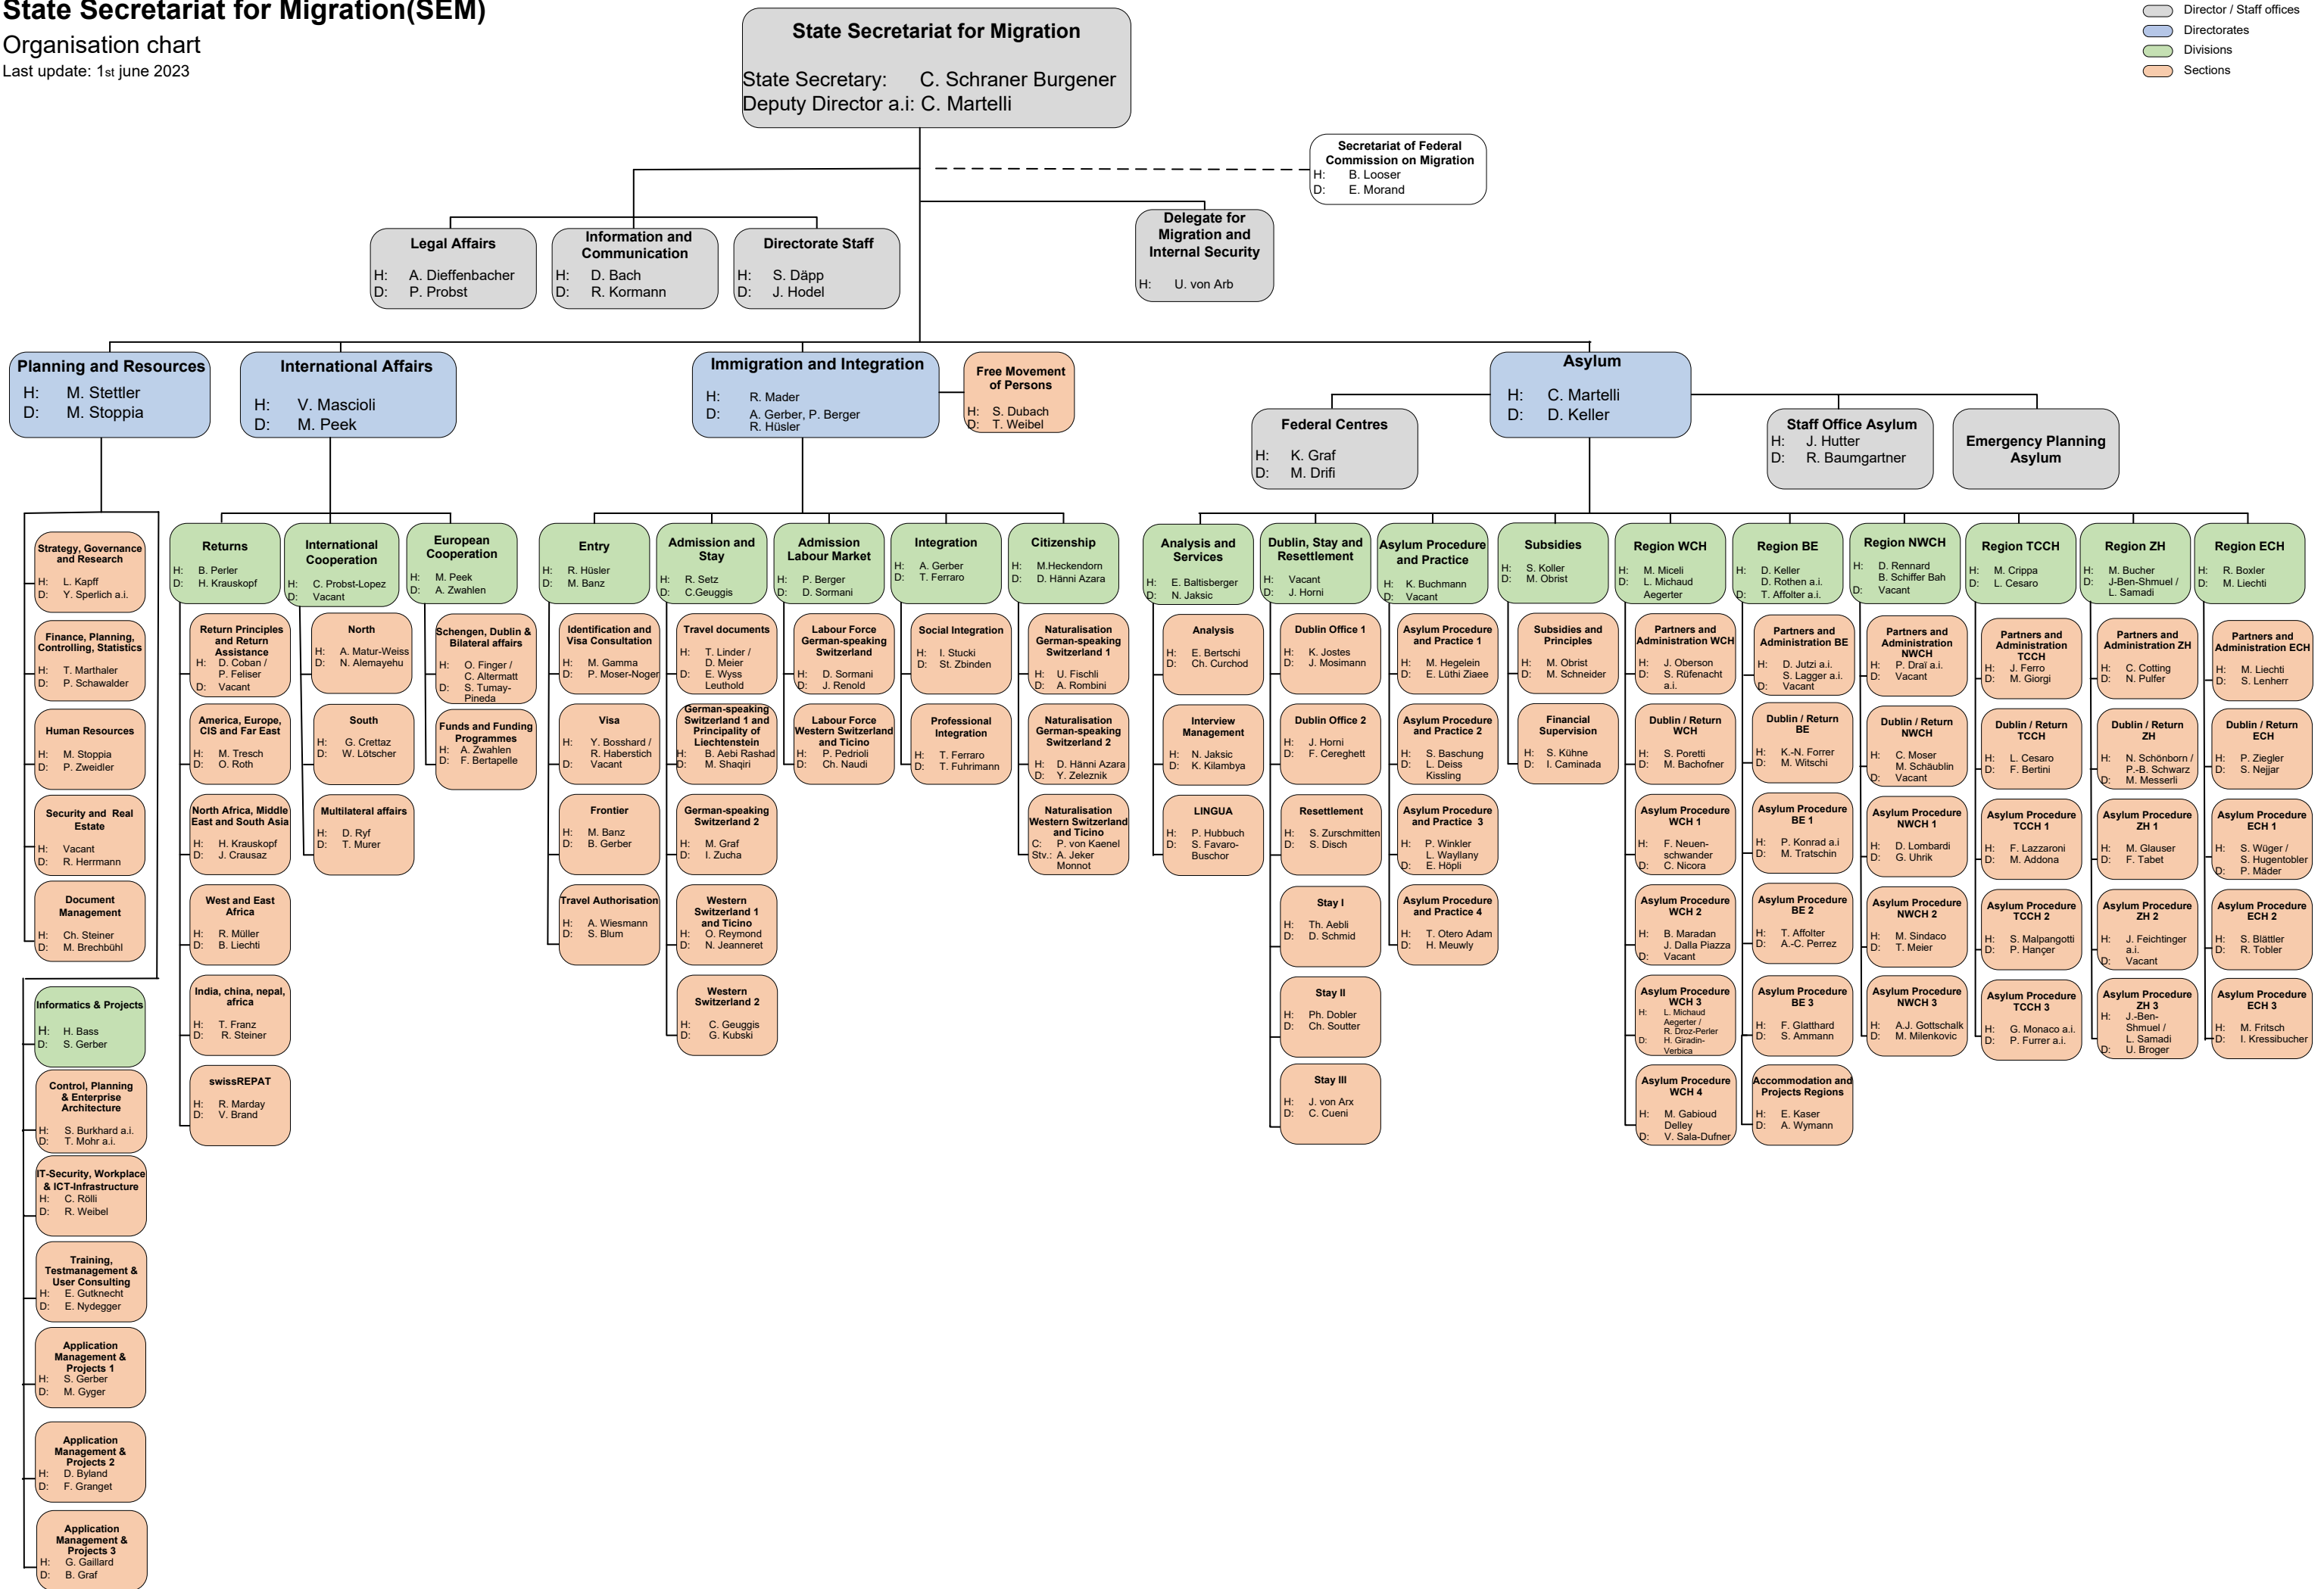 State Secretariat for Migration(SEM)
Organisation chart
Last update: 1st june 2023
Director / Staff offices
Directorates
Divisions
Sections
State Secretariat for Migration
State Secretary: C. Schraner Burgener
Deputy Director a.i: C. Martelli
Secretariat of Federal
Commission on Migration
H: B. Looser
D: E. Morand
Legal Affairs
H: A. Dieffenbacher
D: P. Probst
Information and
Communication
H: D. Bach
D: R. Kormann
Directorate Staff
H: S. Däpp
D: J. Hodel
Delegate for
Migration and
Internal Security
H: U. von Arb
Planning and Resources
H: M. Stettler
D: M. Stoppia
International Affairs
H: V. Mascioli
D: M. Peek
Immigration and Integration
H: R. Mader
D: A. Gerber, P. Berger
R. Hüsler
Free Movement
of Persons
H: S. Dubach
D: T. Weibel
Asylum
H: C. Martelli
D: D. Keller
Federal Centres
H: K. Graf
D: M. Drifi
Staff Office Asylum
H: J. Hutter
D: R. Baumgartner
Emergency Planning
Asylum
Strategy, Governance
and Research
H: L. Kapff
D: Y. Sperlich a.i.
Finance, Planning,
Controlling, Statistics
H: T. Marthaler
D: P. Schawalder
Human Resources
H: M. Stoppia
D: P. Zweidler
Security and Real
Estate
H: Vacant
D: R. Herrmann
Document
Management
H: Ch. Steiner
D: M. Brechbühl
Informatics & Projects
H: H. Bass
D: S. Gerber
Control, Planning
& Enterprise
Architecture
H: S. Burkhard a.i.
D: T. Mohr a.i.
IT-Security, Workplace
& ICT-Infrastructure
H: C. Rölli
D: R. Weibel
Training,
Testmanagement &
User Consulting
H: E. Gutknecht
D: E. Nydegger
Application
Management &
Projects 1
H: S. Gerber
D: M. Gyger
Application
Management &
Projects 2
H: D. Byland
D: F. Granget
Application
Management &
Projects 3
H: G. Gaillard
D: B. Graf
Returns
H: B. Perler
D: H. Krauskopf
Return Principles
and Return
Assistance
H: D. Coban /
P. Feliser
D: Vacant
America, Europe,
CIS and Far East
H: M. Tresch
D: O. Roth
North Africa, Middle
East and South Asia
H: H. Krauskopf
D: J. Crausaz
West and East
Africa
H: R. Müller
D: B. Liechti
India, china, nepal,
africa
H: T. Franz
D: R. Steiner
swissREPAT
H: R. Marday
D: V. Brand
International
Cooperation
H: C. Probst-Lopez
D: Vacant
North
H: A. Matur-Weiss
D: N. Alemayehu
South
H: G. Crettaz
D: W. Lötscher
Multilateral affairs
H: D. Ryf
D: T. Murer
European
Cooperation
H: M. Peek
D: A. Zwahlen
Schengen, Dublin &
Bilateral affairs
H: O. Finger /
C. Altermatt
D: S. Tumay-
Pineda
Funds and Funding
Programmes
H: A. Zwahlen
D: F. Bertapelle
Entry
H: R. Hüsler
D: M. Banz
Identification and
Visa Consultation
H: M. Gamma
D: P. Moser-Noger
Visa
H: Y. Bosshard /
R. Haberstich
D: Vacant
Frontier
H: M. Banz
D: B. Gerber
Travel Authorisation
H: A. Wiesmann
D: S. Blum
Admission and
Stay
H: R. Setz
D: C.Geuggis
Travel documents
H: T. Linder /
D. Meier
D: E. Wyss
Leuthold
German-speaking
Switzerland 1 and
Principality of
Liechtenstein
H: B. Aebi Rashad
D: M. Shaqiri
German-speaking
Switzerland 2
H: M. Graf
D: I. Zucha
Western
Switzerland 1
and Ticino
H: O. Reymond
D: N. Jeanneret
Western
Switzerland 2
H: C. Geuggis
D: G. Kubski
Admission
Labour Market
H: P. Berger
D: D. Sormani
Labour Force
German-speaking
Switzerland
H: D. Sormani
D: J. Renold
Labour Force
Western Switzerland
and Ticino
H: P. Pedrioli
D: Ch. Naudi
Integration
H: A. Gerber
D: T. Ferraro
Social Integration
H: I. Stucki
D: St. Zbinden
Professional
Integration
H: T. Ferraro
D: T. Fuhrimann
Citizenship
H: M.Heckendorn
D: D. Hänni Azara
Naturalisation
German-speaking
Switzerland 1
H: U. Fischli
D: A. Rombini
Naturalisation
German-speaking
Switzerland 2
H: D. Hänni Azara
D: Y. Zeleznik
Naturalisation
Western Switzerland
and Ticino
C: P. von Kaenel
Stv.: A. Jeker
Monnot
Analysis and
Services
H: E. Baltisberger
D: N. Jaksic
Analysis
H: E. Bertschi
D: Ch. Curchod
Interview
Management
H: N. Jaksic
D: K. Kilambya
LINGUA
H: P. Hubbuch
D: S. Favaro-
Buschor
Dublin, Stay and
Resettlement
H: Vacant
D: J. Horni
Dublin Office 1
H: K. Jostes
D: J. Mosimann
Dublin Office 2
H: J. Horni
D: F. Cereghett
Resettlement
H: S. Zurschmitten
D: S. Disch
Stay I
H: Th. Aebli
D: D. Schmid
Stay II
H: Ph. Dobler
D: Ch. Soutter
Stay III
H: J. von Arx
D: C. Cueni
Asylum Procedure
and Practice
H: K. Buchmann
D: Vacant
Asylum Procedure
and Practice 1
H: M. Hegelein
D: E. Lüthi Ziaee
Asylum Procedure
and Practice 2
H: S. Baschung
D: L. Deiss
Kissling
Asylum Procedure
and Practice 3
H: P. Winkler
L. Wayllany
D: E. Höpli
Asylum Procedure
and Practice 4
H: T. Otero Adam
D: H. Meuwly
Subsidies
H: S. Koller
D: M. Obrist
Subsidies and
Principles
H: M. Obrist
D: M. Schneider
Financial
Supervision
H: S. Kühne
D: I. Caminada
Region WCH
H: M. Miceli
D: L. Michaud
Aegerter
Partners and
Administration WCH
H: J. Oberson
D: S. Rüfenacht
a.i.
Dublin / Return
WCH
H: S. Poretti
D: M. Bachofner
Asylum Procedure
WCH 1
H: F. Neuen-
schwander
D: C. Nicora
Asylum Procedure
WCH 2
H: B. Maradan
J. Dalla Piazza
D: Vacant
Asylum Procedure
WCH 3
H: L. Michaud
Aegerter /
R. Droz-Perler
D: H. Giradin-
Verbica
Asylum Procedure
WCH 4
H: M. Gabioud
Delley
D: V. Sala-Dufner
Region BE
H: D. Keller
D. Rothen a.i.
D: T. Affolter a.i.
Partners and
Administration BE
H: D. Jutzi a.i.
S. Lagger a.i.
D: Vacant
Dublin / Return
BE
H: K.-N. Forrer
D: M. Witschi
Asylum Procedure
BE 1
H: P. Konrad a.i
D: M. Tratschin
Asylum Procedure
BE 2
H: T. Affolter
D: A.-C. Perrez
Asylum Procedure
BE 3
H: F. Glatthard
D: S. Ammann
Accommodation and
Projects Regions
H: E. Kaser
D: A. Wymann
Region NWCH
H: D. Rennard
B. Schiffer Bah
D: Vacant
Partners and
Administration
NWCH
H: P. Draï a.i.
D: Vacant
Dublin / Return
NWCH
H: C. Moser
M. Schäublin
D: Vacant
Asylum Procedure
NWCH 1
H: D. Lombardi
D: G. Uhrik
Asylum Procedure
NWCH 2
H: M. Sindaco
D: T. Meier
Asylum Procedure
NWCH 3
H: A.J. Gottschalk
D: M. Milenkovic
Region TCCH
H: M. Crippa
D: L. Cesaro
Partners and
Administration
TCCH
H: J. Ferro
D: M. Giorgi
Dublin / Return
TCCH
H: L. Cesaro
D: F. Bertini
Asylum Procedure
TCCH 1
H: F. Lazzaroni
D: M. Addona
Asylum Procedure
TCCH 2
H: S. Malpangotti
D: P. Hançer
Asylum Procedure
TCCH 3
H: G. Monaco a.i.
D: P. Furrer a.i.
Region ZH
H: M. Bucher
D: J-Ben-Shmuel /
L. Samadi
Partners and
Administration ZH
H: C. Cotting
D: N. Pulfer
Dublin / Return
ZH
H: N. Schönborn /
P.-B. Schwarz
D: M. Messerli
Asylum Procedure
ZH 1
H: M. Glauser
D: F. Tabet
Asylum Procedure
ZH 2
H: J. Feichtinger
a.i.
D: Vacant
Asylum Procedure
ZH 3
H: J.-Ben-
Shmuel /
L. Samadi
D: U. Broger
Region ECH
H: R. Boxler
D: M. Liechti
Partners and
Administration ECH
H: M. Liechti
D: S. Lenherr
Dublin / Return
ECH
H: P. Ziegler
D: S. Nejjar
Asylum Procedure
ECH 1
H: S. Wüger /
S. Hugentobler
D: P. Mäder
Asylum Procedure
ECH 2
H: S. Blättler
D: R. Tobler
Asylum Procedure
ECH 3
H: M. Fritsch
D: I. Kressibucher